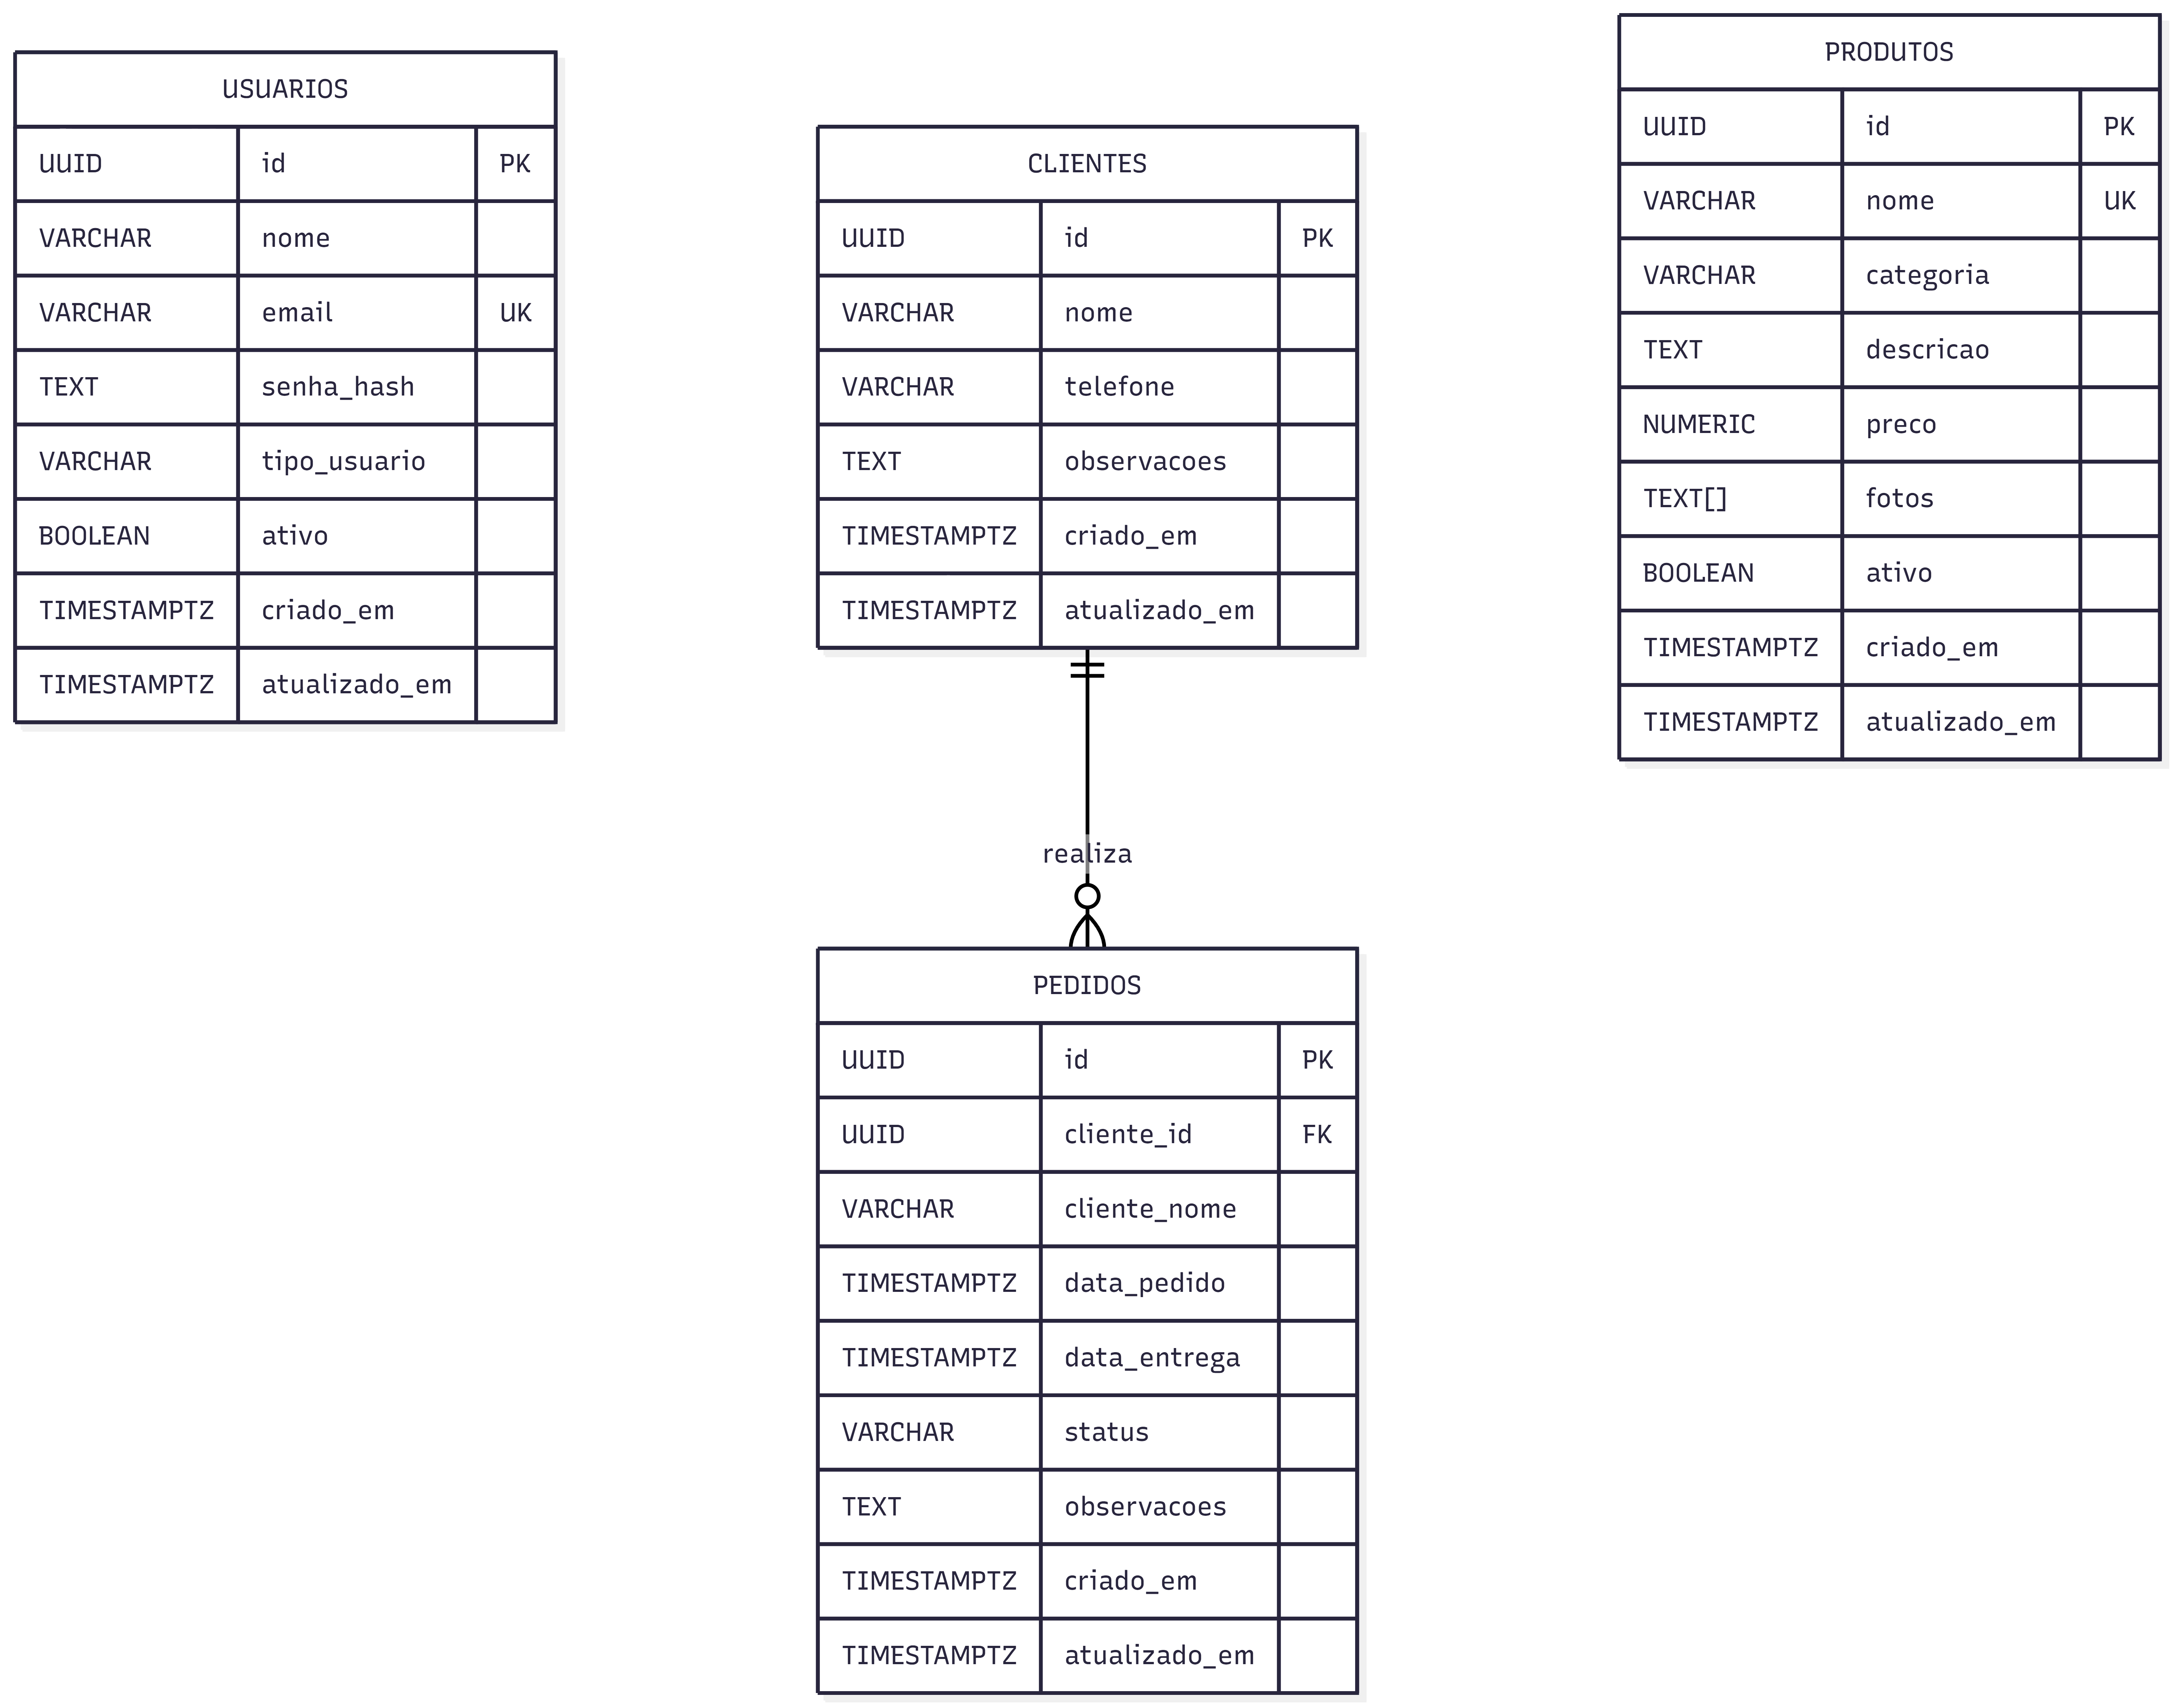 USUARIOS
UUID id PK
VARCHAR nome
VARCHAR email UK
TEXT senha_hash
VARCHAR tipo_usuario
BOOLEAN ativo
TIMESTAMPTZ criado_em
TIMESTAMPTZ atualizado_em
CLIENTES
UUID id PK
VARCHAR nome
VARCHAR telefone
TEXT observacoes
TIMESTAMPTZ criado_em
TIMESTAMPTZ atualizado_em
PRODUTOS
UUID id PK
VARCHAR nome UK
VARCHAR categoria
TEXT descricao
NUMERIC preco
TEXT[] fotos
BOOLEAN ativo
TIMESTAMPTZ criado_em
TIMESTAMPTZ atualizado_em
realiza
PEDIDOS
UUID id PK
UUID cliente_id FK
VARCHAR cliente_nome
TIMESTAMPTZ data_pedido
TIMESTAMPTZ data_entrega
VARCHAR status
TEXT observacoes
TIMESTAMPTZ criado_em
TIMESTAMPTZ atualizado_em